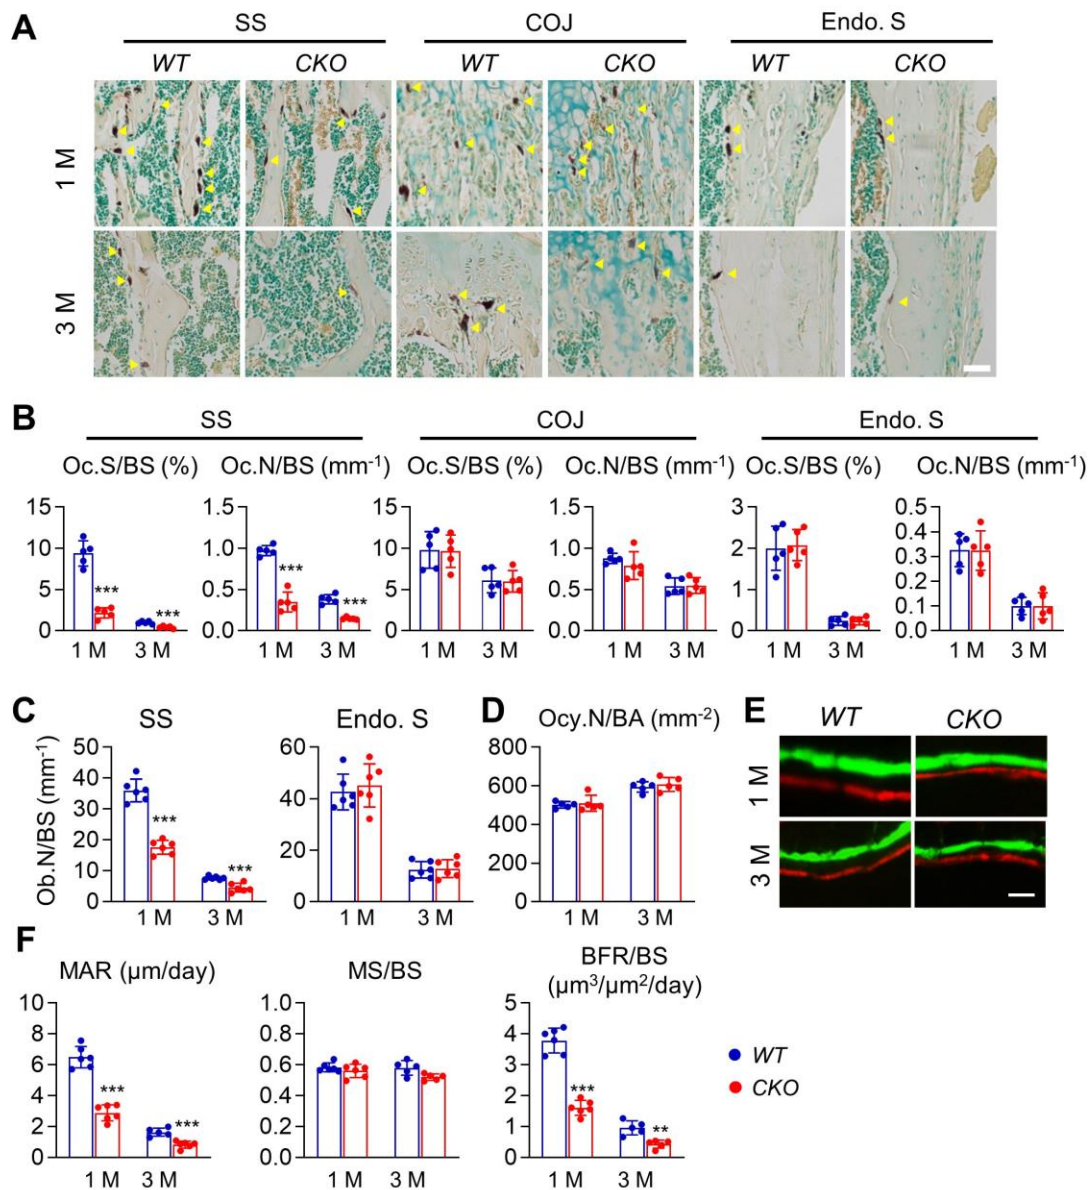 A
SS COJ Endo. S
WT CKO WT CKO WT CKO
1 M
3 M
B
SS COJ Endo. S
Oc.S/BS (%) Oc.N/BS (mm⁻¹) Oc.S/BS (%) Oc.N/BS (mm⁻¹) Oc.S/BS (%) Oc.N/BS (mm⁻¹)
15 1.5 15 1.5 3 0.5
0.4
10 1.0 10 1.0 2 0.3
*** *** 
5 *** 0.5 *** 5 0.5 1 0.2
0.1
0 0.0 0 0.0 0 0.0
1 M 3 M 1 M 3 M 1 M 3 M 1 M 3 M 1 M 3 M 1 M 3 M
C SS Endo. S D Ocy.N/BA (mm⁻²) E WT CKO
Ob.N/BS (mm⁻¹)
50 60 800
40 600
30 40
*** 400
20 20
10 *** 200
0 0 0
1 M 3 M 1 M 3 M 1 M 3 M
1 M
3 M
F
MAR (µm/day) MS/BS BFR/BS
(µm³/µm²/day)
10 1.0 5
8 0.8 4
6 0.6 3
*** ***
4 0.4 2
2 *** 0.2 1 **
0 0.0 0
1 M 3 M 1 M 3 M 1 M 3 M
WT
CKO